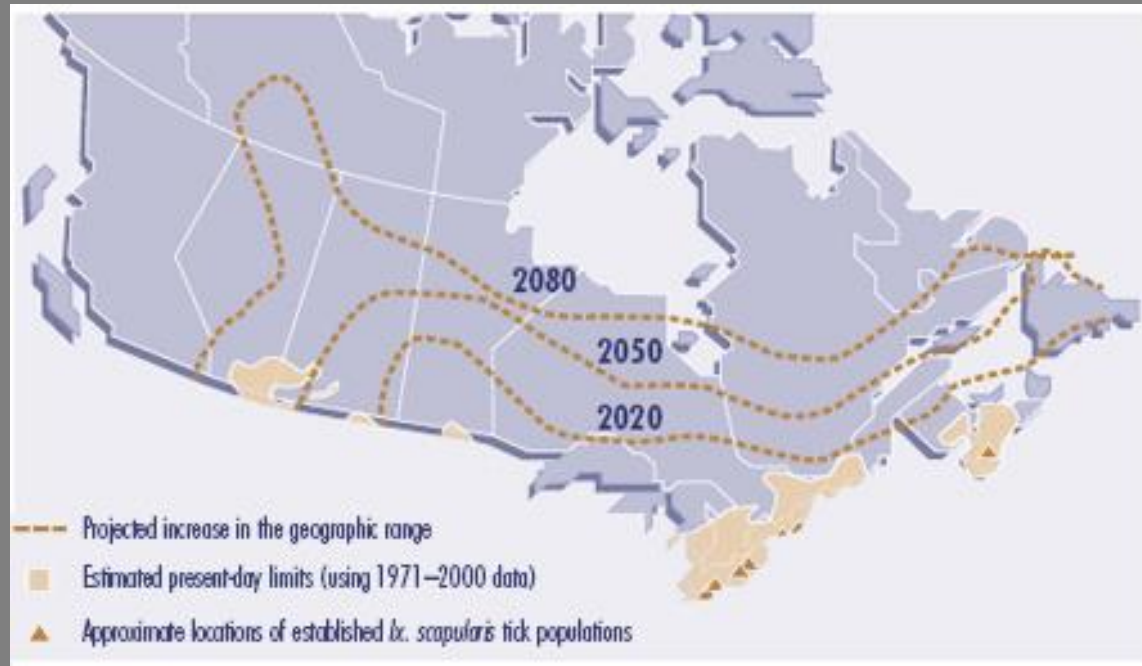 2080
2050
2020
Projected increase in the geographic range
Estimated present-day limits (using 1971–2000 data)
Approximate locations of established Ix. scapularis tick populations